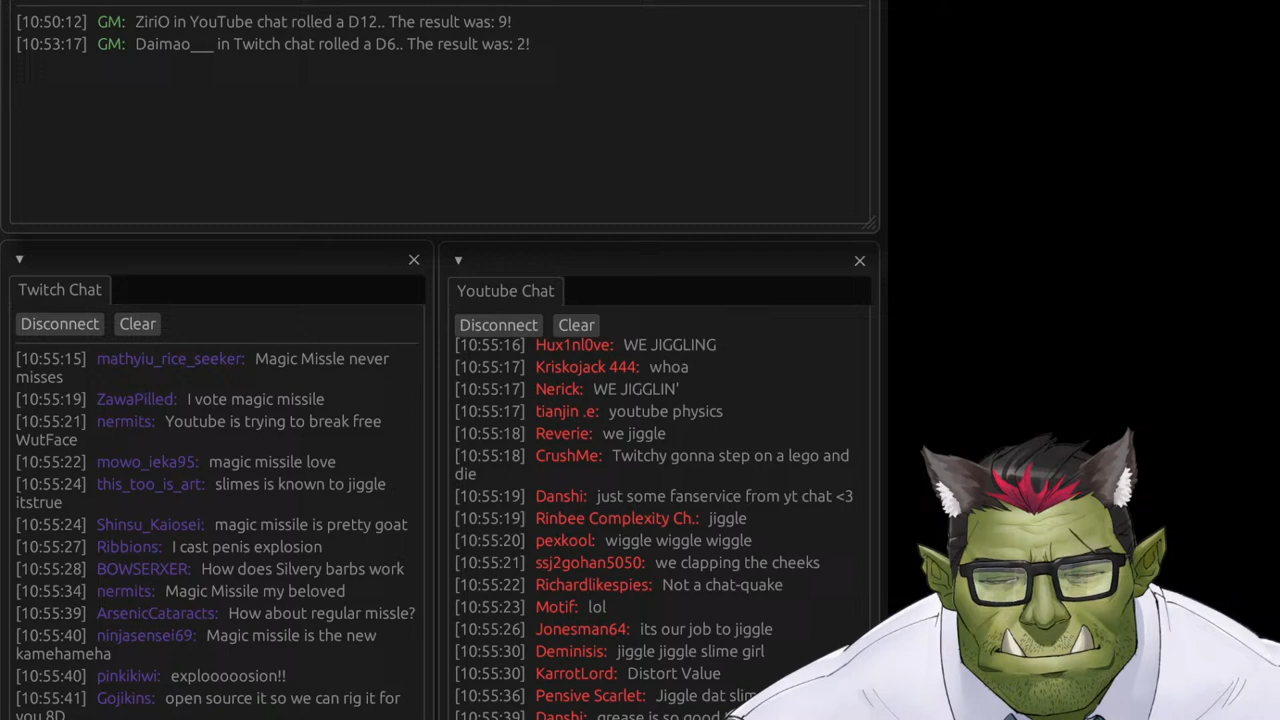 [10:50:12] GM: ZiriO in YouTube chat rolled a D12.. The result was: 9!
[10:53:17] GM: Daimao___ in Twitch chat rolled a D6.. The result was: 2!
Twitch Chat
Disconnect Clear
[10:55:15] mathyiu_rice_seeker: Magic Missle never
misses
[10:55:19] ZawaPilled: I vote magic missile
[10:55:21] nermits: Youtube is trying to break free
WutFace
[10:55:22] mowo_ieka95: magic missile love
[10:55:24] this_too_is_art: slimes is known to jiggle
itstrue
[10:55:24] Shinsu_Kaiosei: magic missile is pretty goat
[10:55:27] Ribbions: I cast penis explosion
[10:55:28] BOWSERXER: How does Silvery barbs work
[10:55:34] nermits: Magic Missile my beloved
[10:55:39] ArsenicCataracts: How about regular missle?
[10:55:40] ninjasensei69: Magic missile is the new
kamehameha
[10:55:40] pinkikiwi: explooooosion!!
[10:55:41] Gojikins: open source it so we can rig it for
you 8D
Youtube Chat
Disconnect Clear
[10:55:16] Hux1nl0ve: WE JIGGLING
[10:55:17] Kriskojack 444: whoa
[10:55:17] Nerick: WE JIGGLIN'
[10:55:17] tianjin .e: youtube physics
[10:55:18] Reverie: we jiggle
[10:55:18] CrushMe: Twitchy gonna step on a lego and
die
[10:55:19] Danshi: just some fanservice from yt chat <3
[10:55:19] Rinbee Complexity Ch.: jiggle
[10:55:20] pexkool: wiggle wiggle wiggle
[10:55:21] ssj2gohan5050: we clapping the cheeks
[10:55:22] Richardlikespies: Not a chat-quake
[10:55:23] Motif: lol
[10:55:26] Jonesman64: its our job to jiggle
[10:55:30] Deminisis: jiggle jiggle slime girl
[10:55:30] KarrotLord: Distort Value
[10:55:36] Pensive Scarlet: Jiggle dat slim
[10:55:39] Danshi: grease is so good